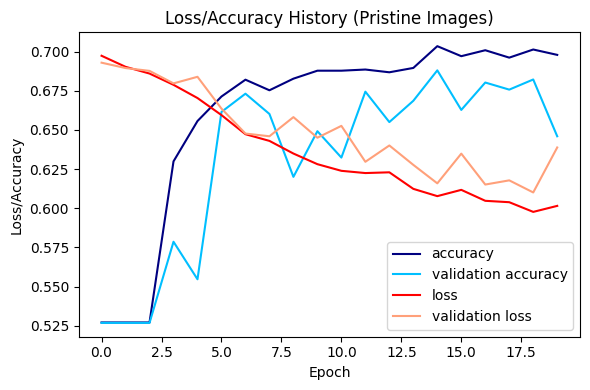 Loss/Accuracy History (Pristine Images)
Loss/Accuracy
0.700
0.675
0.650
0.625
0.600
0.575
0.550
0.525
accuracy
validation accuracy
loss
validation loss
0.0 2.5 5.0 7.5 10.0 12.5 15.0 17.5
Epoch